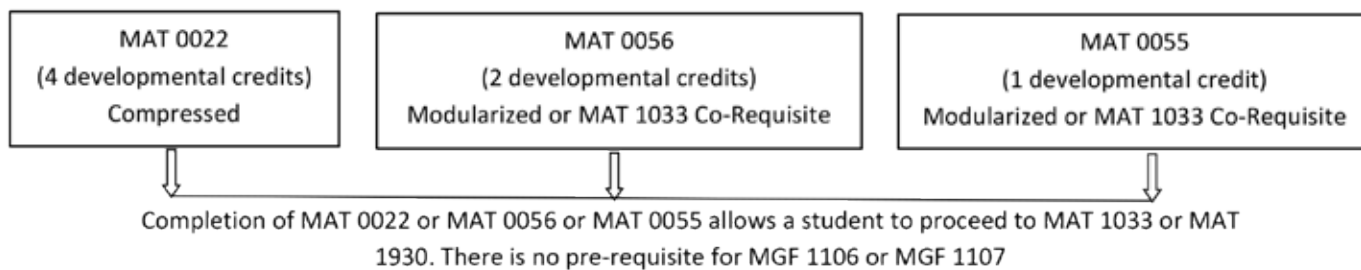 MAT 0022
(4 developmental credits)
Compressed
MAT 0056
(2 developmental credits)
Modularized or MAT 1033 Co-Requisite
MAT 0055
(1 developmental credit)
Modularized or MAT 1033 Co-Requisite
Completion of MAT 0022 or MAT 0056 or MAT 0055 allows a student to proceed to MAT 1033 or MAT
1930. There is no pre-requisite for MGF 1106 or MGF 1107